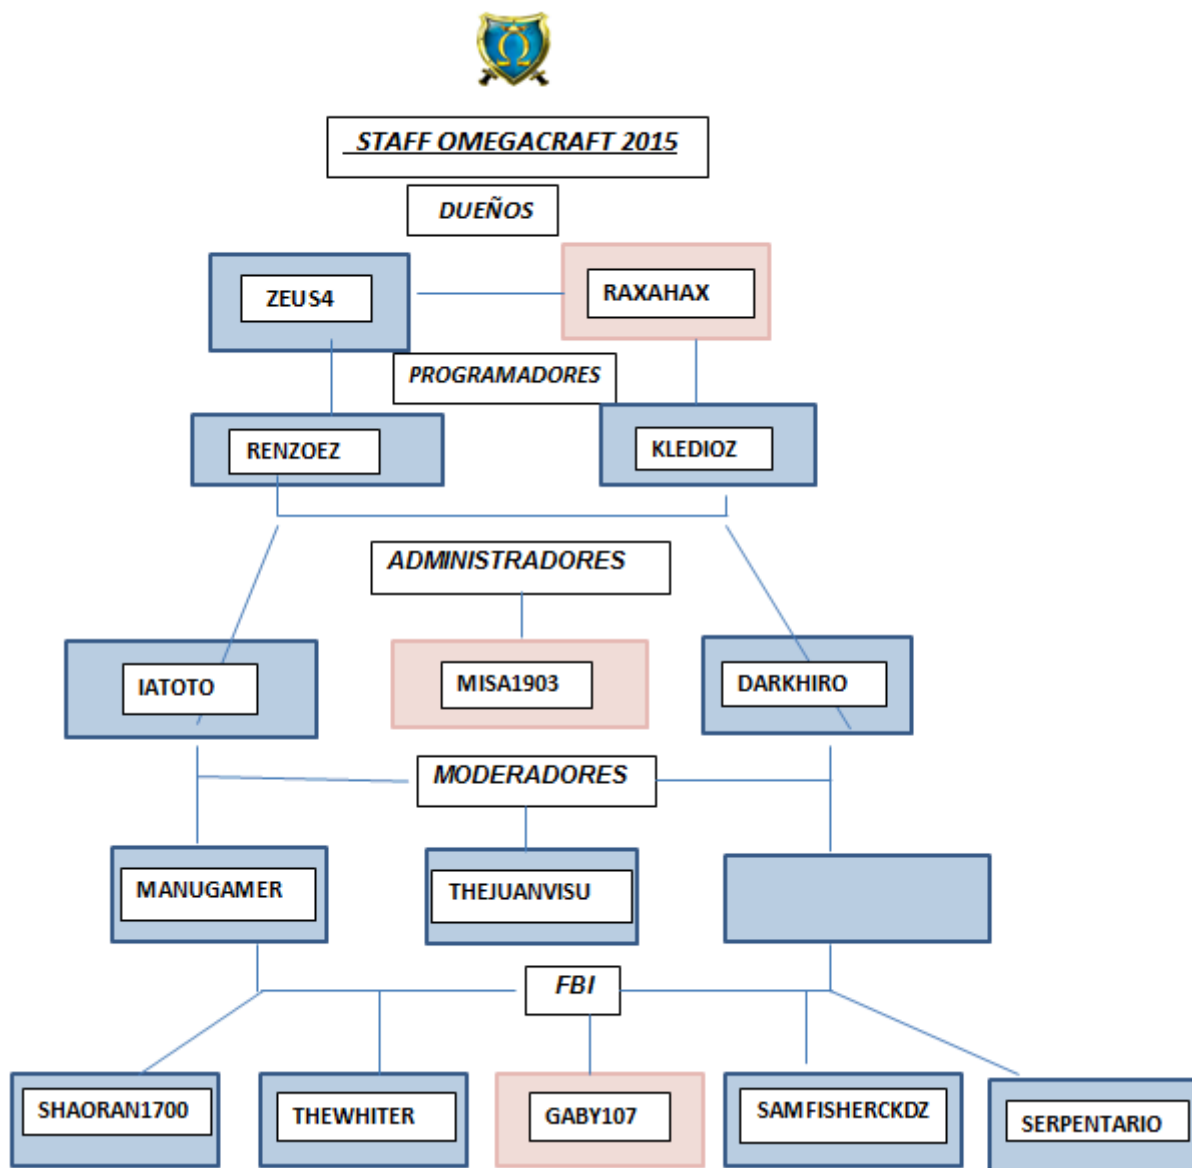 STAFF OMEGACRAFT 2015
DUEÑOS
ZEUS4
RAXAHAX
PROGRAMADORES
RENZOEZ
KLEDIOZ
ADMINISTRADORES
IATOTO
MISA1903
DARKHIRO
MODERADORES
MANUGAMER
THEJUANVISU
FBI
SHAORAN1700
THEWHITER
GABY107
SAMFISHERCKDZ
SERPENTARIO